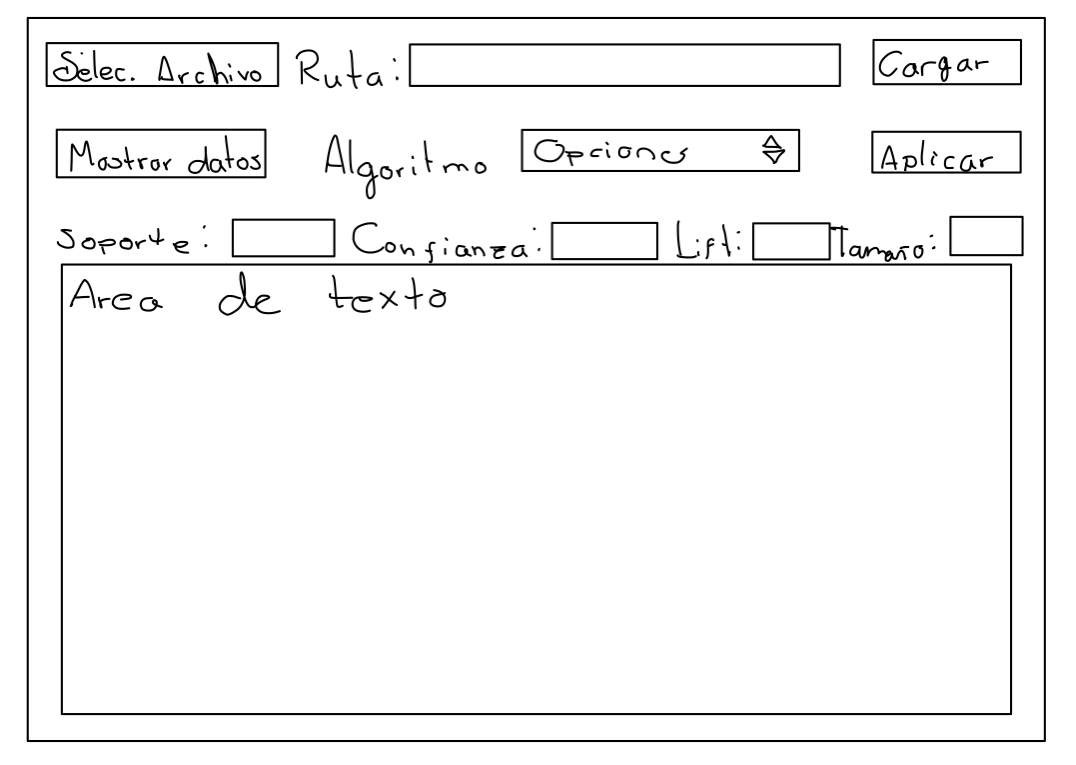 Selec. Archivo Ruta: Cargar
Mostrar datos Algoritmo Opciones Aplicar
Soporte: Confianza: Lift: Tamaño:
Area de texto